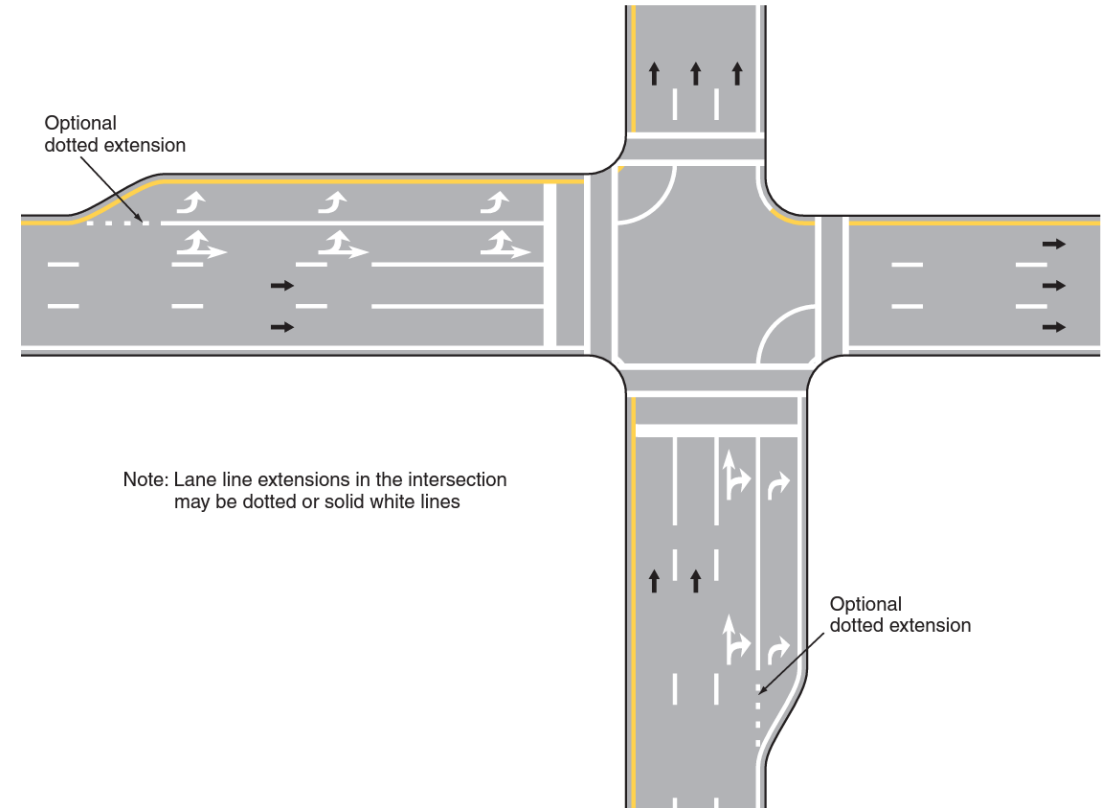 Optional
dotted extension
Note: Lane line extensions in the intersection
may be dotted or solid white lines
Optional
dotted extension